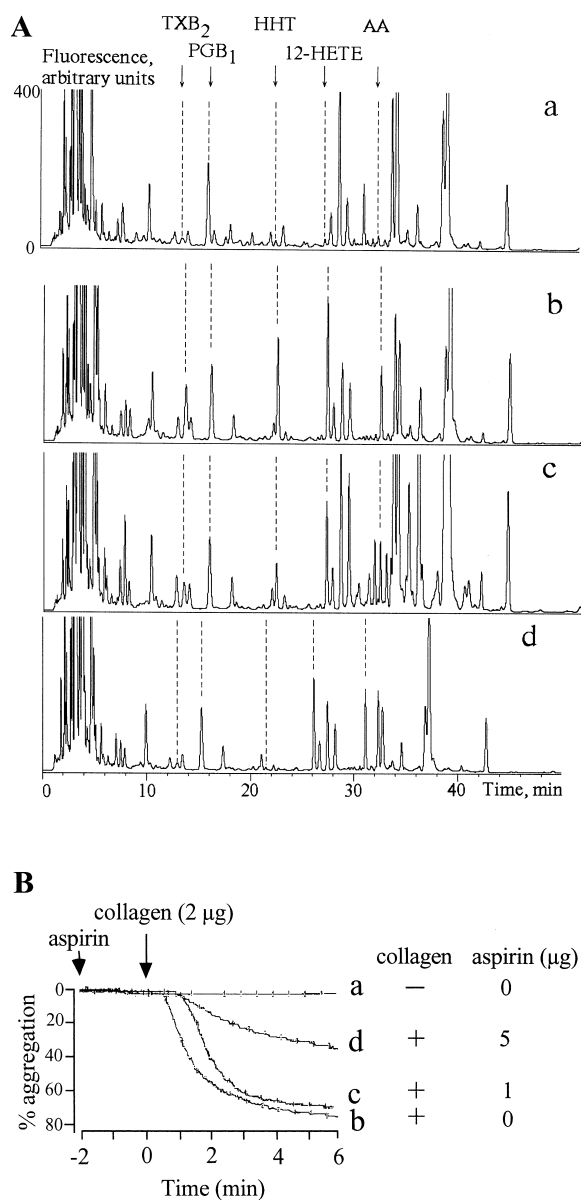 A
TXB2 HHT AA
PGB1 12-HETE
Fluorescence,
arbitrary units
400
a
0
b
c
d
0 10 20 30 40 Time, min
B
collagen (2 µg)
aspirin
collagen aspirin (µg)
0 a – 0
20
d + 5
40
60
c + 1
80 b + 0
% aggregation
-2 0 2 4 6
Time (min)